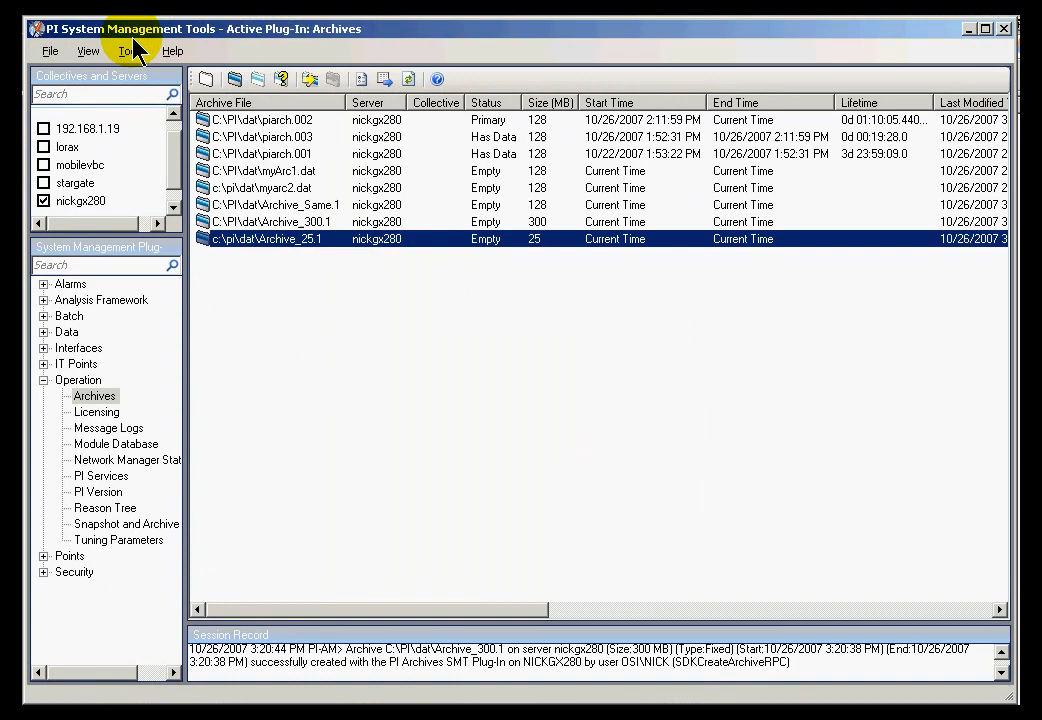 PI System Management Tools - Active Plug-In: Archives
File View Tools Help
Collectives and Servers
Search
192.168.1.19
lorax
mobilevbc
stargate
nickgx280
System Management Plug-
Search
Alarms
Analysis Framework
Batch
Data
Interfaces
IT Points
Operation
Archives
Licensing
Message Logs
Module Database
Network Manager Stat
PI Services
PI Version
Reason Tree
Snapshot and Archive
Tuning Parameters
Points
Security
Archive File Server Collective Status Size (MB) Start Time End Time Lifetime Last Modified
C:\PI\dat\piarch.002 nickgx280 Primary 128 10/26/2007 2:11:59 PM Current Time 0d 01:10:05.440... 10/26/2007 3
C:\PI\dat\piarch.003 nickgx280 Has Data 128 10/26/2007 1:52:31 PM 10/26/2007 2:11:59 PM 0d 00:19:28.0 10/26/2007 2
C:\PI\dat\piarch.001 nickgx280 Has Data 128 10/22/2007 1:53:22 PM 10/26/2007 1:52:31 PM 3d 23:59:09.0 10/26/2007 2
C:\PI\dat\myArc1.dat nickgx280 Empty 128 Current Time Current Time 10/26/2007 2
c:\pi\dat\myarc2.dat nickgx280 Empty 128 Current Time Current Time 10/26/2007 3
C:\PI\dat\Archive_Same.1 nickgx280 Empty 128 Current Time Current Time 10/26/2007 3
C:\PI\dat\Archive_300.1 nickgx280 Empty 300 Current Time Current Time 10/26/2007 3
c:\pi\dat\Archive_25.1 nickgx280 Empty 25 Current Time Current Time 10/26/2007 3
Session Record
10/26/2007 3:20:44 PM PI-AM> Archive C:\PI\dat\Archive_300.1 on server nickgx280 (Size:300 MB) (Type:Fixed) (Start:10/26/2007 3:20:38 PM) (End:10/26/2007
3:20:38 PM) successfully created with the PI Archives SMT Plug-In on NICKGX280 by user OSI\NICK (SDKCreateArchiveRPC)